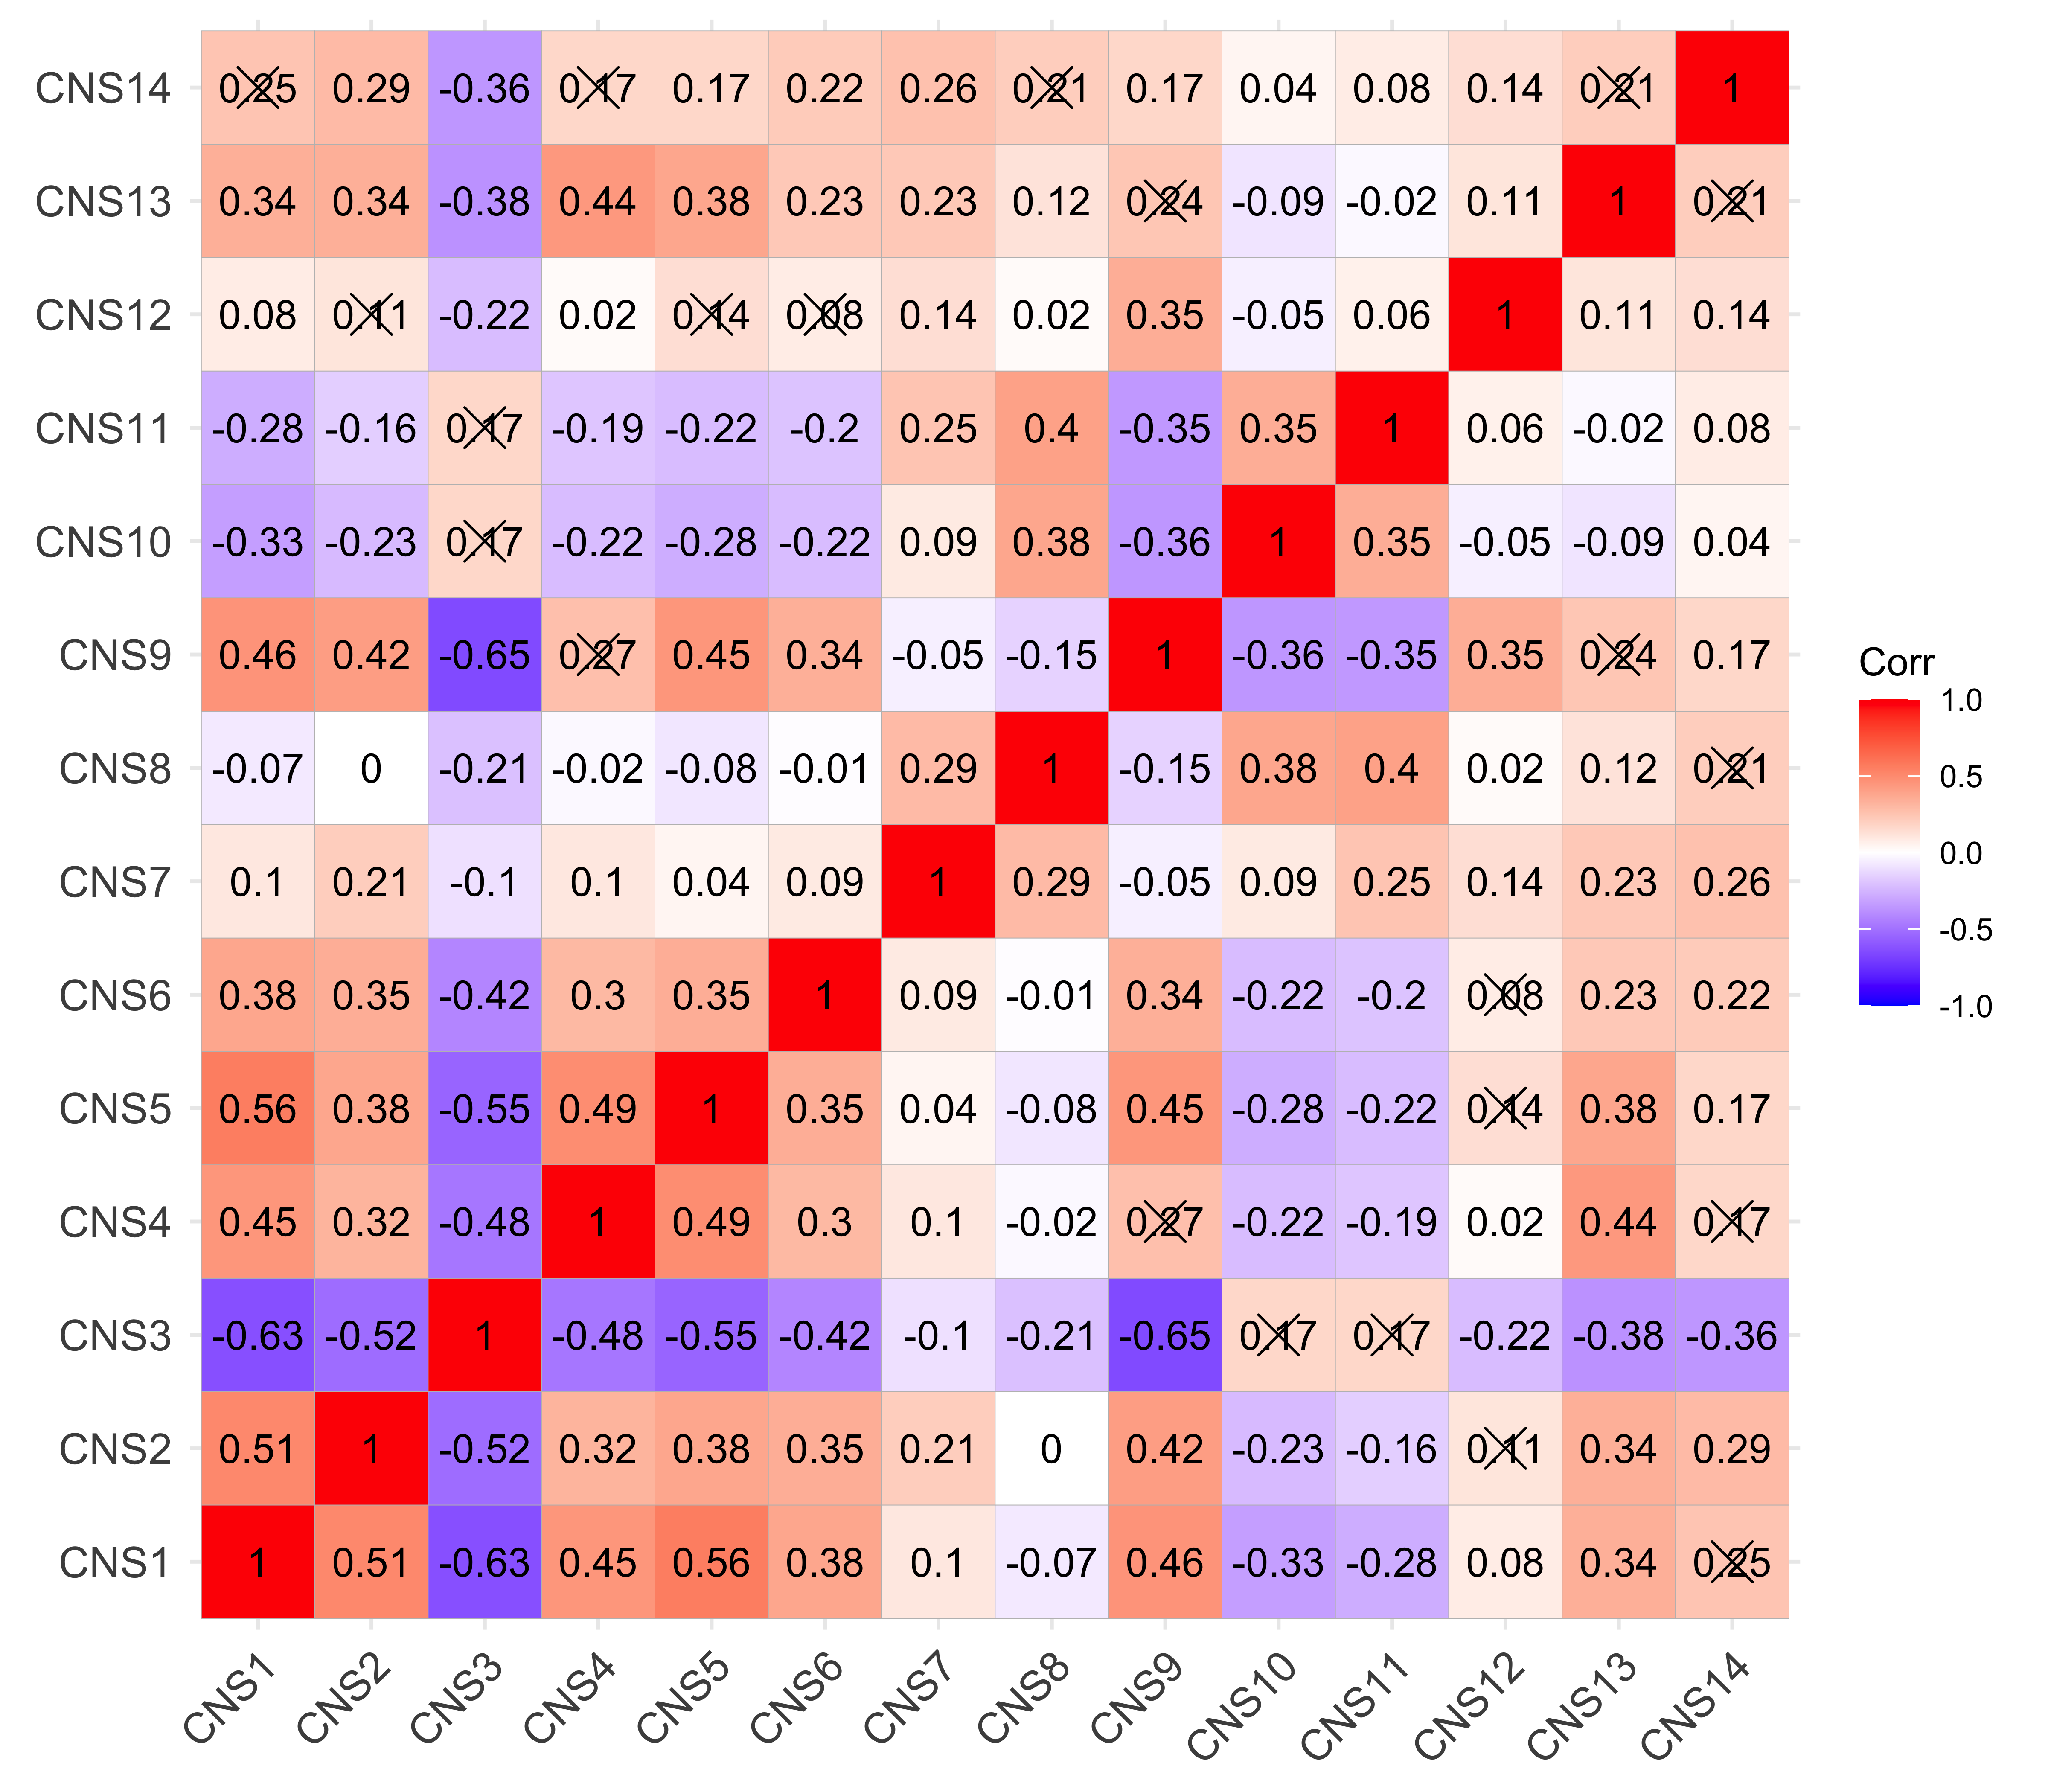 CNS14 0.25 0.29 -0.36 0.17 0.17 0.22 0.26 0.21 0.17 0.04 0.08 0.14 0.21 1
CNS13 0.34 0.34 -0.38 0.44 0.38 0.23 0.23 0.12 0.24 -0.09 -0.02 0.11 1 0.21
CNS12 0.08 0.11 -0.22 0.02 0.14 0.08 0.14 0.02 0.35 -0.05 0.06 1 0.11 0.14
CNS11 -0.28 -0.16 0.17 -0.19 -0.22 -0.2 0.25 0.4 -0.35 0.35 1 0.06 -0.02 0.08
CNS10 -0.33 -0.23 0.17 -0.22 -0.28 -0.22 0.09 0.38 -0.36 1 0.35 -0.05 -0.09 0.04
CNS9 0.46 0.42 -0.65 0.27 0.45 0.34 -0.05 -0.15 1 -0.36 -0.35 0.35 0.24 0.17
CNS8 -0.07 0 -0.21 -0.02 -0.08 -0.01 0.29 1 -0.15 0.38 0.4 0.02 0.12 0.21
CNS7 0.1 0.21 -0.1 0.1 0.04 0.09 1 0.29 -0.05 0.09 0.25 0.14 0.23 0.26
CNS6 0.38 0.35 -0.42 0.3 0.35 1 0.09 -0.01 0.34 -0.22 -0.2 0.08 0.23 0.22
CNS5 0.56 0.38 -0.55 0.49 1 0.35 0.04 -0.08 0.45 -0.28 -0.22 0.14 0.38 0.17
CNS4 0.45 0.32 -0.48 1 0.49 0.3 0.1 -0.02 0.27 -0.22 -0.19 0.02 0.44 0.17
CNS3 -0.63 -0.52 1 -0.48 -0.55 -0.42 -0.1 -0.21 -0.65 0.17 0.17 -0.22 -0.38 -0.36
CNS2 0.51 1 -0.52 0.32 0.38 0.35 0.21 0 0.42 -0.23 -0.16 0.11 0.34 0.29
CNS1 1 0.51 -0.63 0.45 0.56 0.38 0.1 -0.07 0.46 -0.33 -0.28 0.08 0.34 0.25
CNS1 CNS2 CNS3 CNS4 CNS5 CNS6 CNS7 CNS8 CNS9 CNS10 CNS11 CNS12 CNS13 CNS14
Corr
1.0
0.5
0.0
-0.5
-1.0